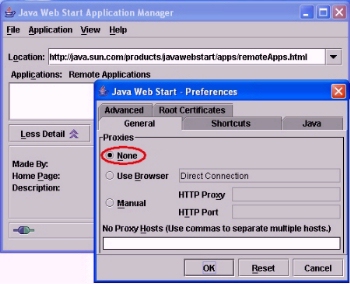 Java Web Start Application Manager
File Application View Help
Location: http://java.sun.com/products/javawebstart/apps/remoteApps.html
Applications: Remote Applications
Less Detail
Made By:
Home Page:
Description:
Java Web Start - Preferences
Advanced Root Certificates
General Shortcuts Java
Proxies
None
Use Browser Direct Connection
Manual
HTTP Proxy
HTTP Port
No Proxy Hosts (Use commas to separate multiple hosts.)
OK Reset Cancel